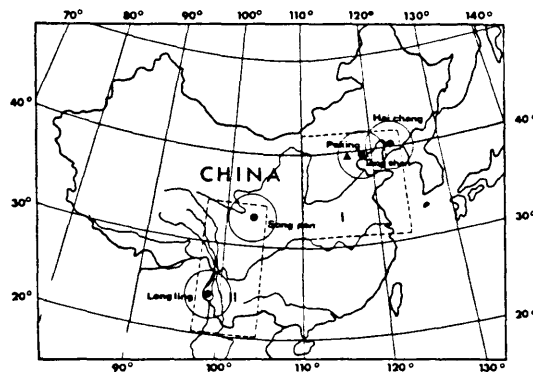 70° 80° 90° 100° 110° 120° 130° 140°
40° 40°
Hai cheng
Peking
Tang shan
CHINA
30° 30°
I
Song pan
Long ling II
20° 20°
90° 100° 110° 120° 130°